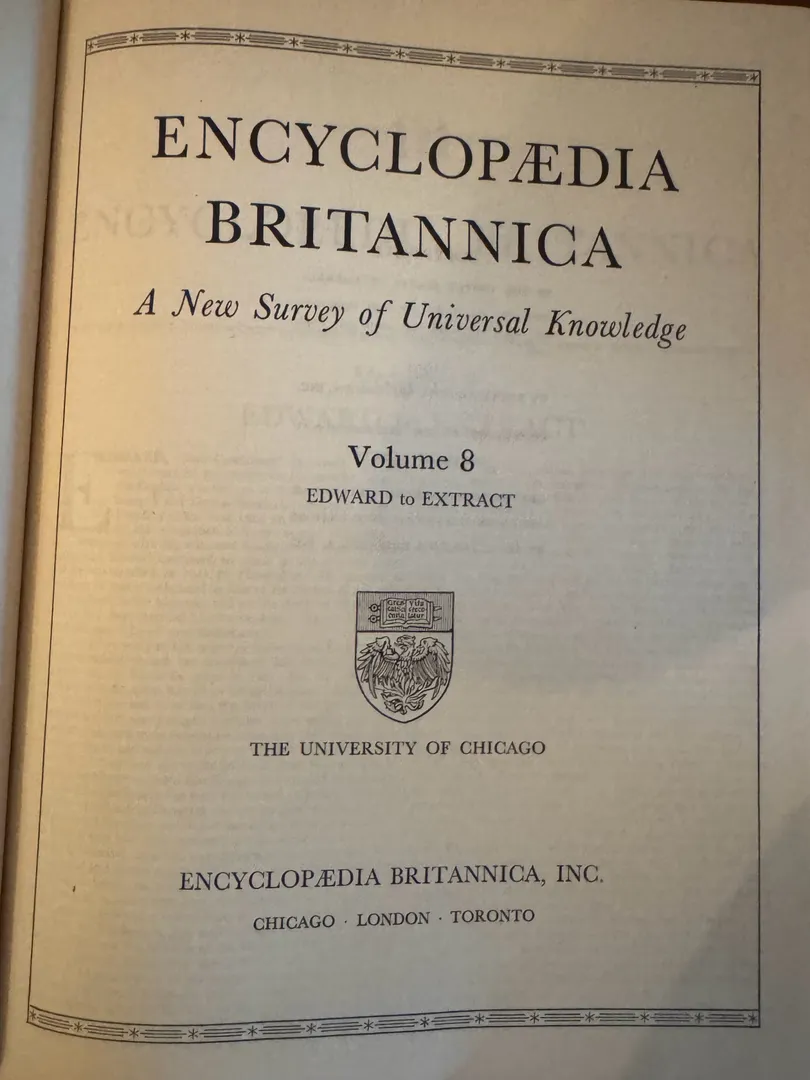 ENCYCLOPÆDIA
BRITANNICA
A New Survey of Universal Knowledge
Volume 8
EDWARD to EXTRACT
THE UNIVERSITY OF CHICAGO
ENCYCLOPÆDIA BRITANNICA, INC.
CHICAGO · LONDON · TORONTO